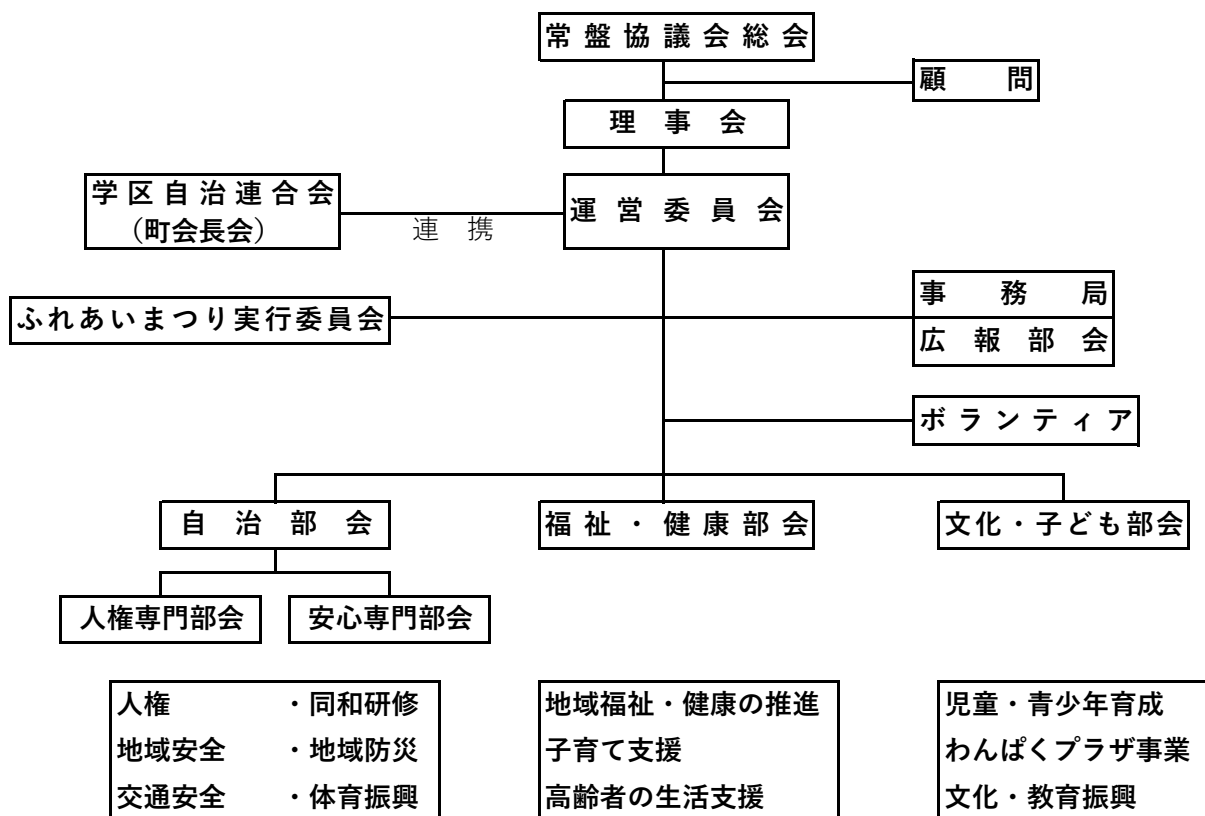 常盤協議会総会
顧問
理事会
学区自治連合会
（町会長会）
連携
運営委員会
ふれあいまつり実行委員会
事務局
広報部会
ボランティア
自治部会
福祉・健康部会
文化・子ども部会
人権専門部会
安心専門部会
人権・同和研修
地域安全・地域防災
交通安全・体育振興
地域福祉・健康の推進
子育て支援
高齢者の生活支援
児童・青少年育成
わんぱくプラザ事業
文化・教育振興